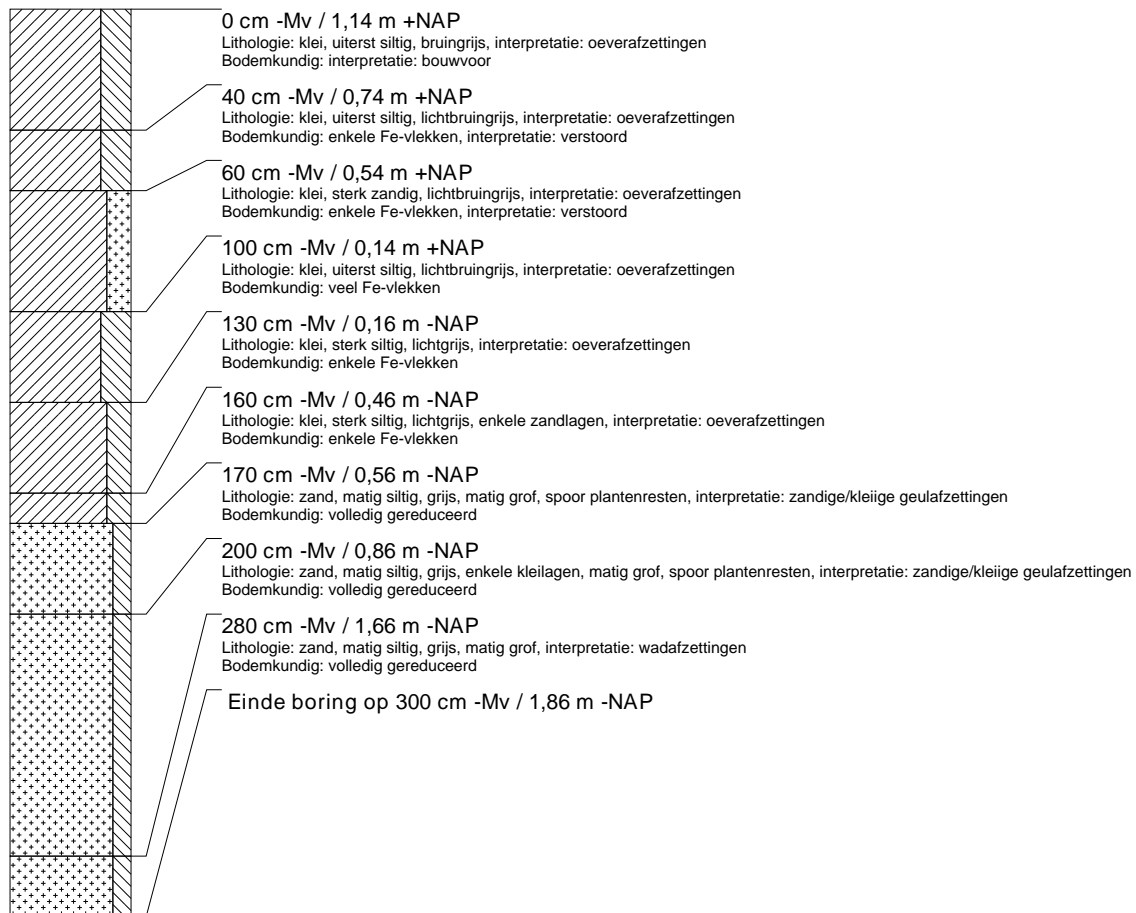 0 cm -Mv / 1,14 m +NAP
Lithologie: klei, uiterst siltig, bruingrijs, interpretatie: oeverafzettingen
Bodemkundig: interpretatie: bouwvoor
40 cm -Mv / 0,74 m +NAP
Lithologie: klei, uiterst siltig, lichtbruingrijs, interpretatie: oeverafzettingen
Bodemkundig: enkele Fe-vlekken, interpretatie: verstoord
60 cm -Mv / 0,54 m +NAP
Lithologie: klei, sterk zandig, lichtbruingrijs, interpretatie: oeverafzettingen
Bodemkundig: enkele Fe-vlekken, interpretatie: verstoord
100 cm -Mv / 0,14 m +NAP
Lithologie: klei, uiterst siltig, lichtbruingrijs, interpretatie: oeverafzettingen
Bodemkundig: veel Fe-vlekken
130 cm -Mv / 0,16 m -NAP
Lithologie: klei, sterk siltig, lichtgrijs, interpretatie: oeverafzettingen
Bodemkundig: enkele Fe-vlekken
160 cm -Mv / 0,46 m -NAP
Lithologie: klei, sterk siltig, lichtgrijs, enkele zandlagen, interpretatie: oeverafzettingen
Bodemkundig: enkele Fe-vlekken
170 cm -Mv / 0,56 m -NAP
Lithologie: zand, matig siltig, grijs, matig grof, spoor plantenresten, interpretatie: zandige/kleiige geulafzettingen
Bodemkundig: volledig gereduceerd
200 cm -Mv / 0,86 m -NAP
Lithologie: zand, matig siltig, grijs, enkele kleilagen, matig grof, spoor plantenresten, interpretatie: zandige/kleiige geulafzettingen
Bodemkundig: volledig gereduceerd
280 cm -Mv / 1,66 m -NAP
Lithologie: zand, matig siltig, grijs, matig grof, interpretatie: wadafzettingen
Bodemkundig: volledig gereduceerd
Einde boring op 300 cm -Mv / 1,86 m -NAP